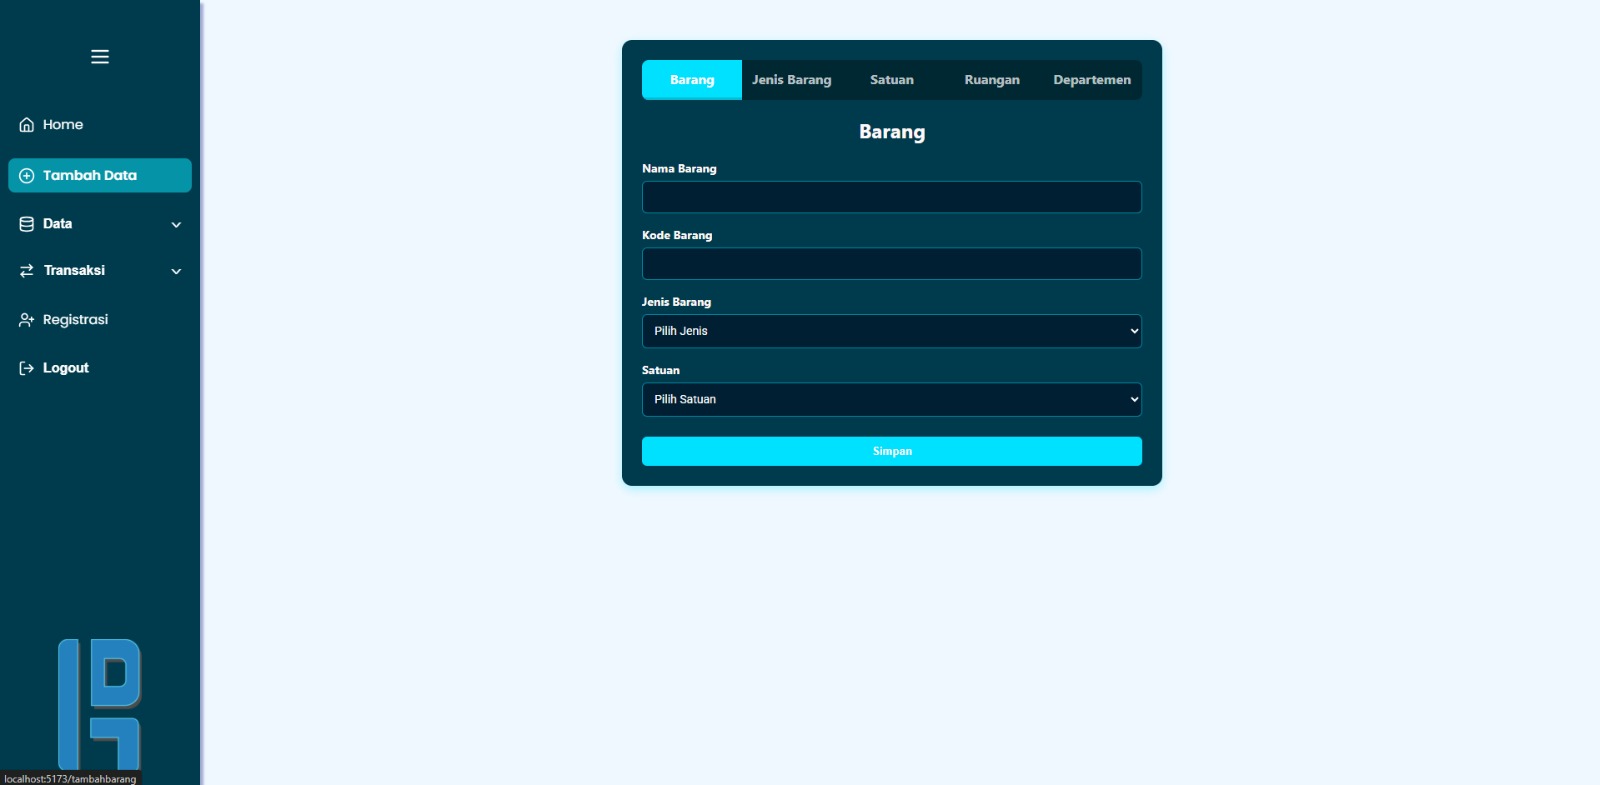 Home
Tambah Data
Data
Transaksi
Registrasi
Logout
localhost:5173/tambahbarang
Barang Jenis Barang Satuan Ruangan Departemen
Barang
Nama Barang
Kode Barang
Jenis Barang
Pilih Jenis
Satuan
Pilih Satuan
Simpan